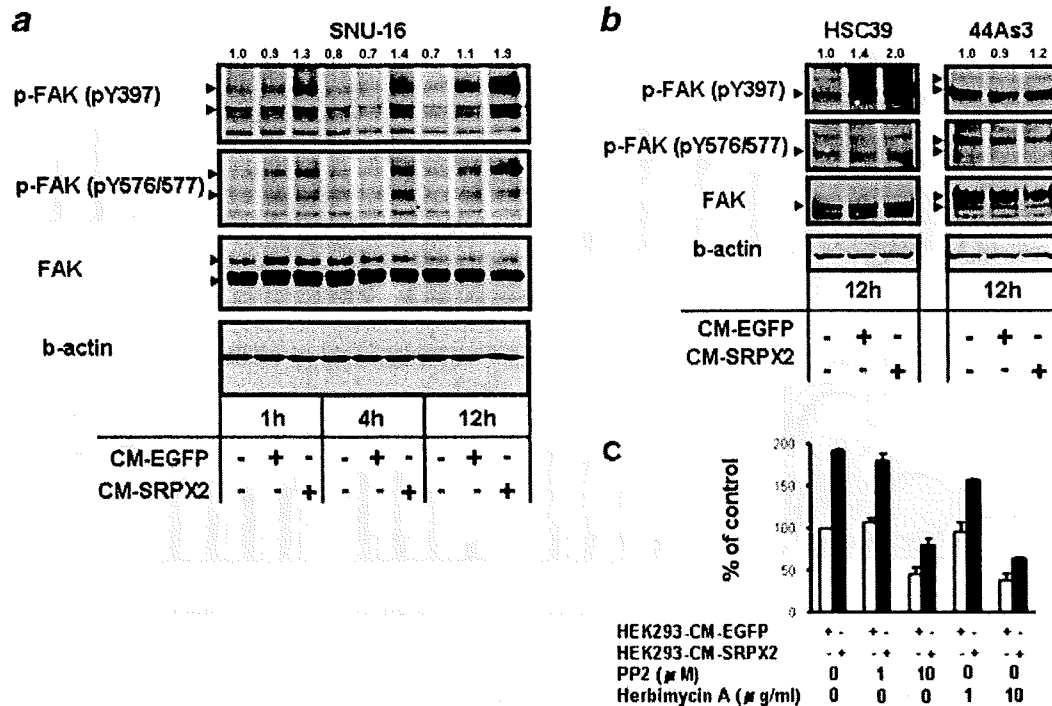 a
SNU-16
1.0 0.9 1.3 0.8 0.7 1.4 0.7 1.1 1.9
p-FAK (pY397)
p-FAK (pY576/577)
FAK
b-actin
1h 4h 12h
CM-EGFP - + - - + - - + -
CM-SRPX2 - - + - - + - - +
b
HSC39 44As3
1.0 1.4 2.0 1.0 0.9 1.2
p-FAK (pY397)
p-FAK (pY576/577)
FAK
b-actin
12h 12h
CM-EGFP - + - - + -
CM-SRPX2 - - + - - +
C
% of control
200
150
100
50
0
HEK293-CM-EGFP + - + - + - + - + -
HEK293-CM-SRPX2 - + - + - + - + - +
PP2 (μM) 0 1 10 0 0
Herbimycin A (μg/ml) 0 0 0 1 10